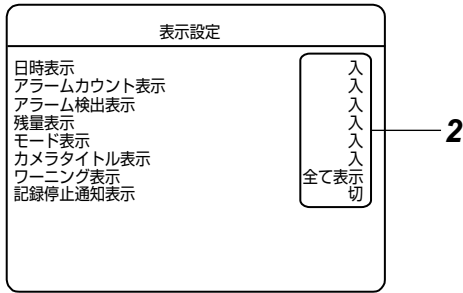 表示設定
日時表示 入
アラームカウント表示 入
アラーム検出表示 入
残量表示 入
モード表示 入
カメラタイトル表示 入
ワーニング表示 全て表示
記録停止通知表示 切
2